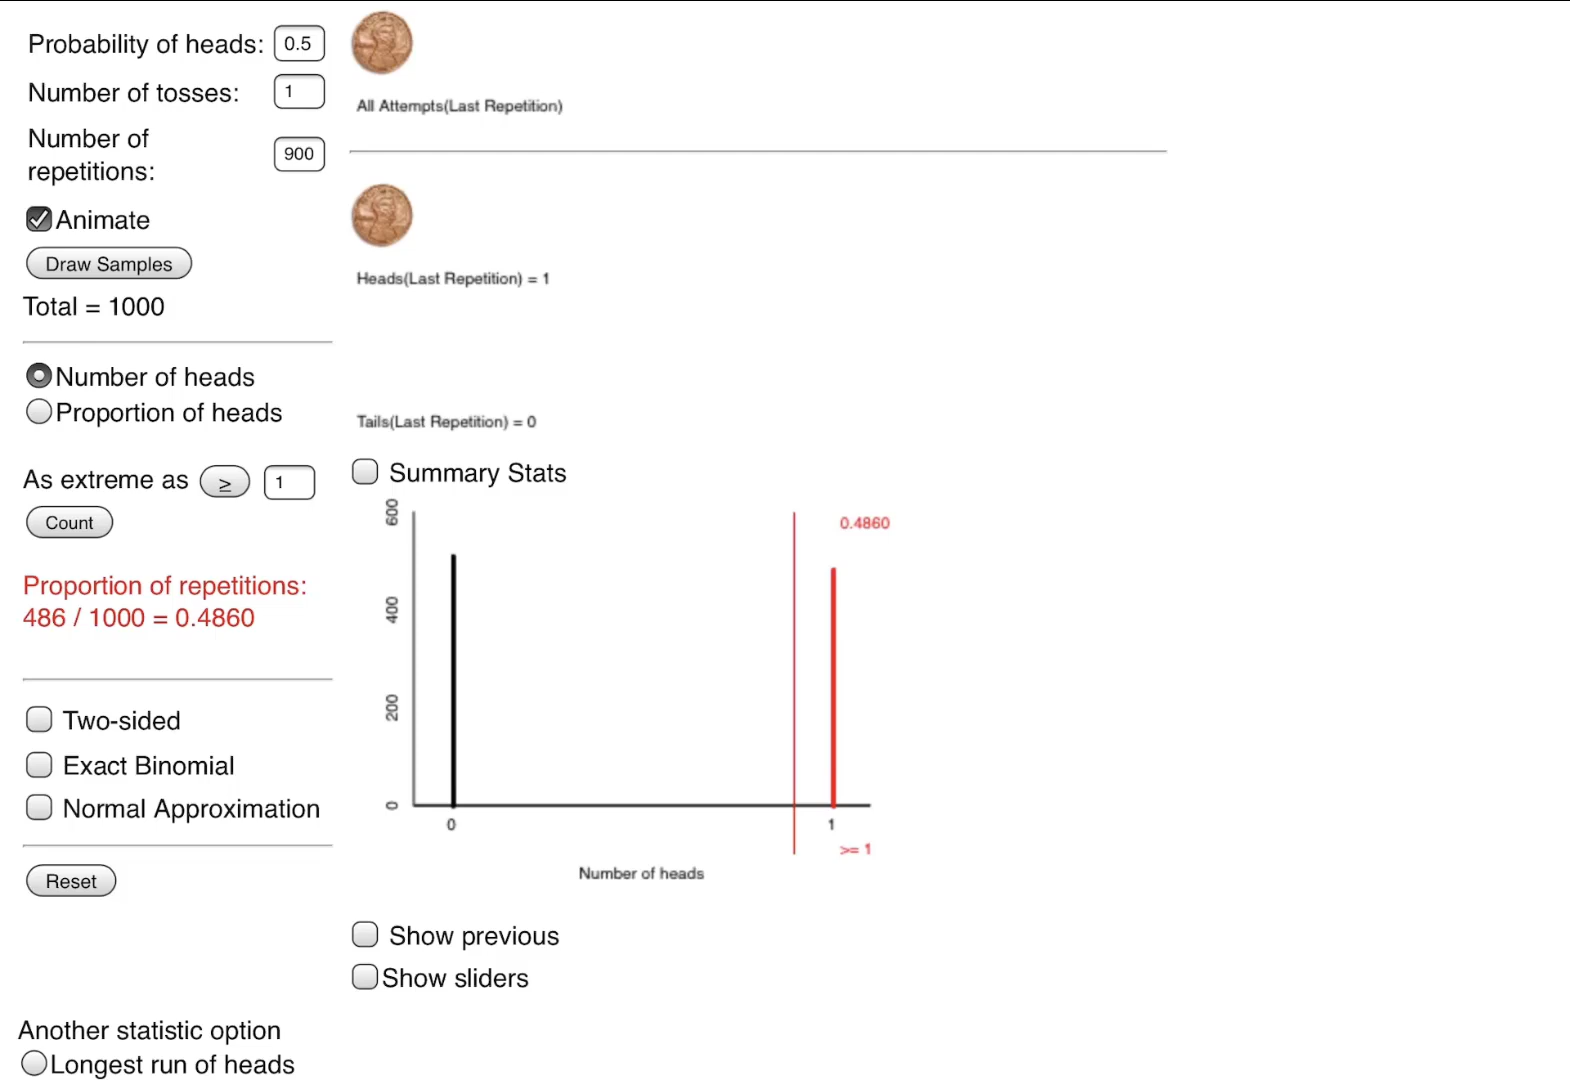 Probability of heads: 0.5
Number of tosses: 1
Number of
repetitions: 900
Animate
Draw Samples
Total = 1000
Number of heads
Proportion of heads
As extreme as ≥ 1
Count
Proportion of repetitions:
486 / 1000 = 0.4860
Two-sided
Exact Binomial
Normal Approximation
Reset
Another statistic option
Longest run of heads
All Attempts(Last Repetition)
Heads(Last Repetition) = 1
Tails(Last Repetition) = 0
Summary Stats
0.4860
600
400
200
0
0 1
>= 1
Number of heads
Show previous
Show sliders